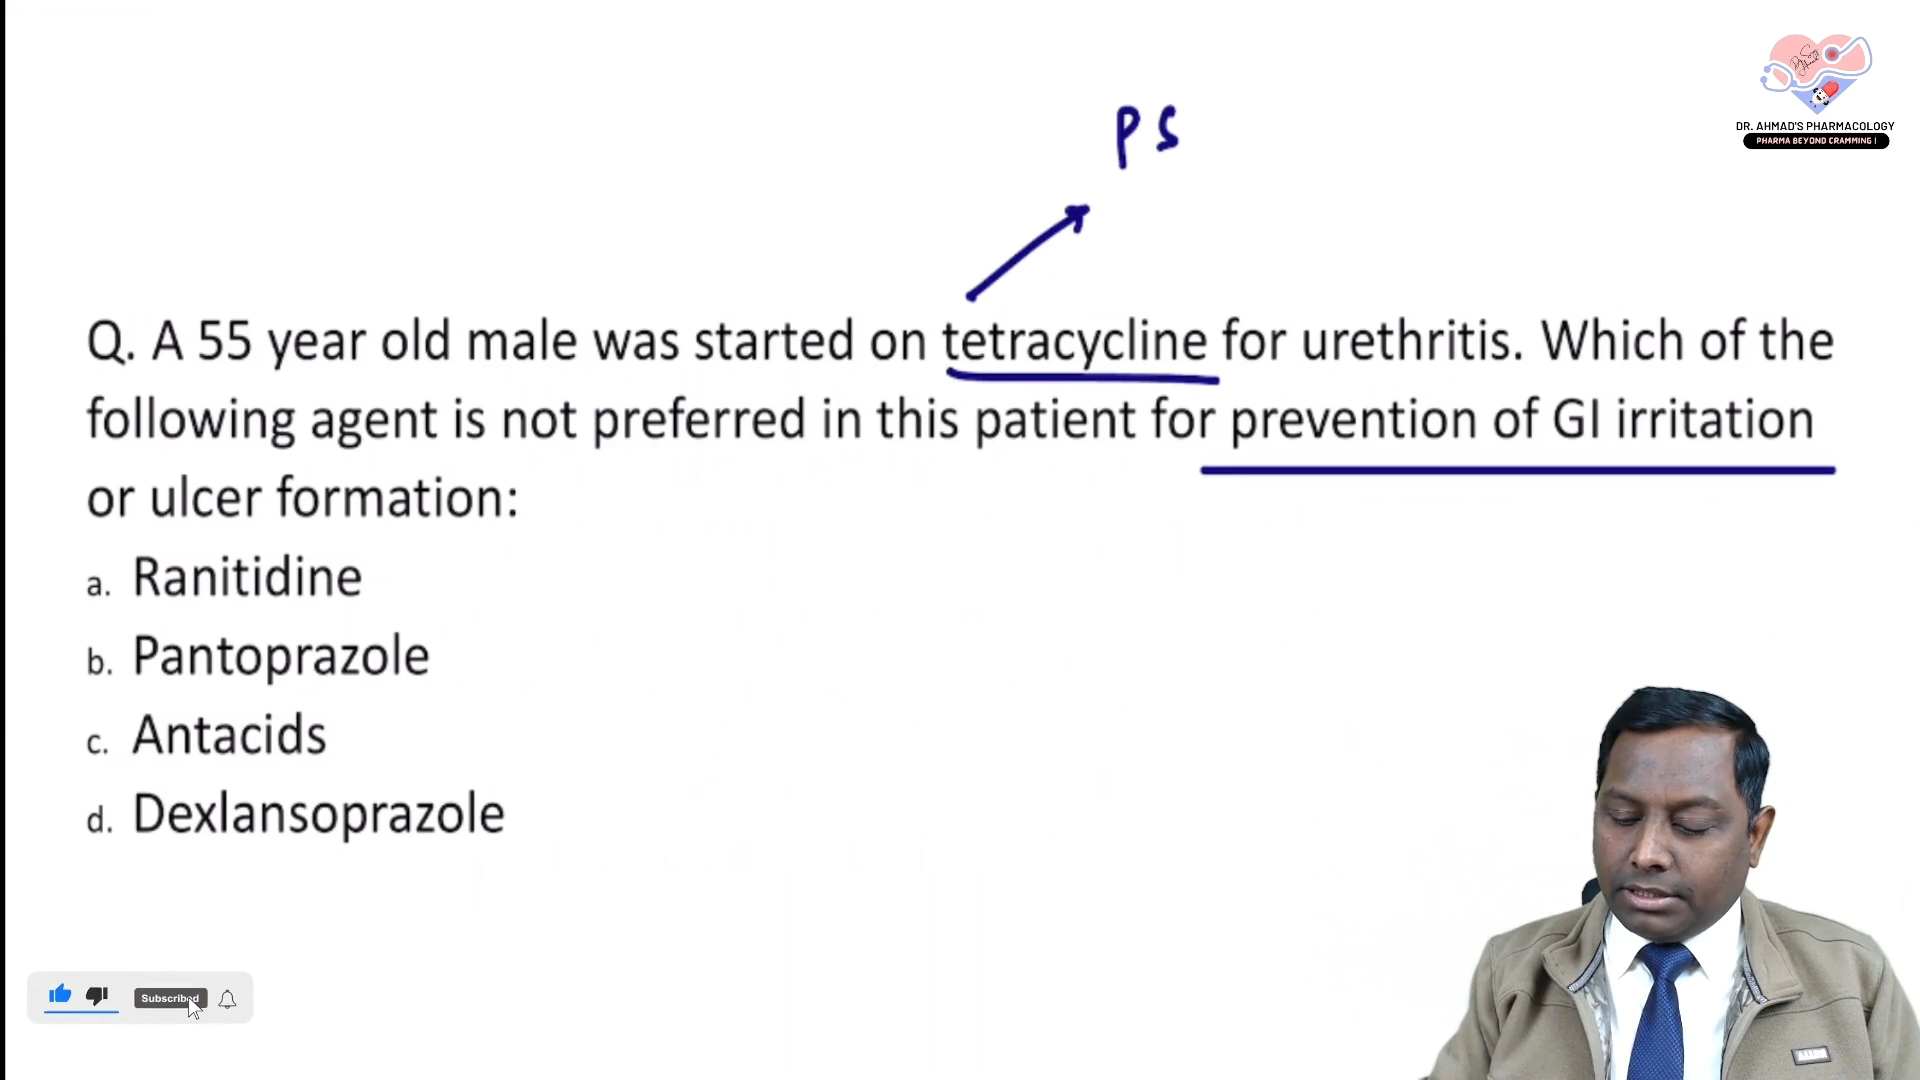 DR. AHMAD'S PHARMACOLOGY
PHARMA BEYOND CRAMMING !
PS
Q. A 55 year old male was started on tetracycline for urethritis. Which of the
following agent is not preferred in this patient for prevention of GI irritation
or ulcer formation:
a. Ranitidine
b. Pantoprazole
c. Antacids
d. Dexlansoprazole
Subscribed